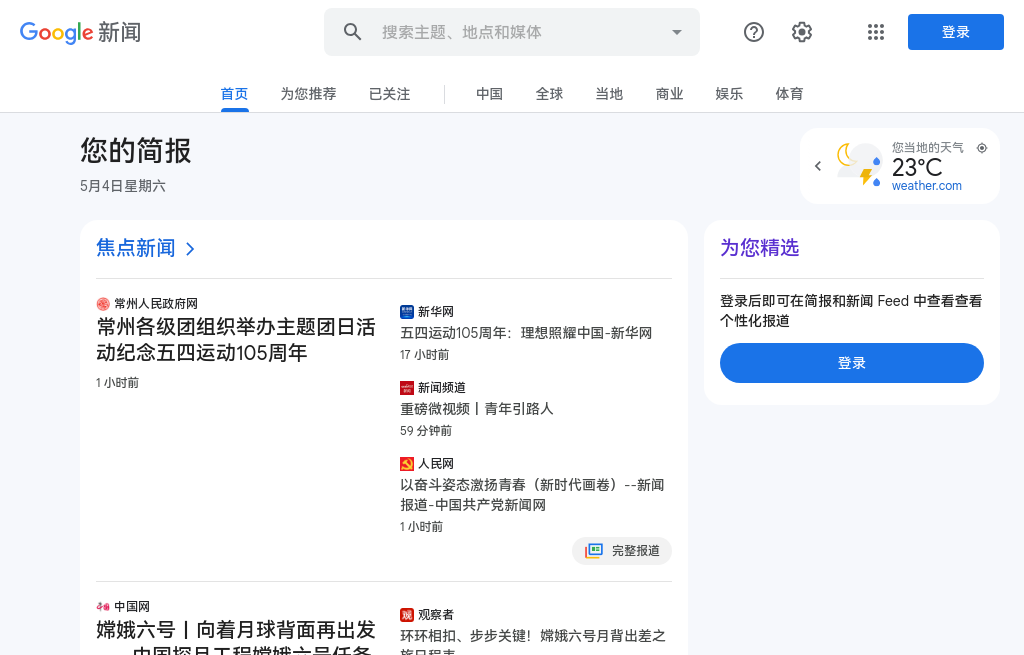 Google 新闻
搜索主题、地点和媒体
登录
首页
为您推荐
已关注
中国
全球
当地
商业
娱乐
体育
您的简报
5月4日星期六
您当地的天气
23°C
weather.com
焦点新闻
常州人民政府网
常州各级团组织举办主题团日活
动纪念五四运动105周年
1 小时前
新华网
五四运动105周年：理想照耀中国-新华网
17 小时前
新闻频道
重磅微视频丨青年引路人
59 分钟前
人民网
以奋斗姿态激扬青春（新时代画卷）--新闻
报道-中国共产党新闻网
1 小时前
完整报道
为您精选
登录后即可在简报和新闻 Feed 中查看查看
个性化报道
登录
中国网
嫦娥六号丨向着月球背面再出发
——中国探月工程嫦娥六号任务
观察者
环环相扣、步步关键！嫦娥六号月背出差之
旅日程表